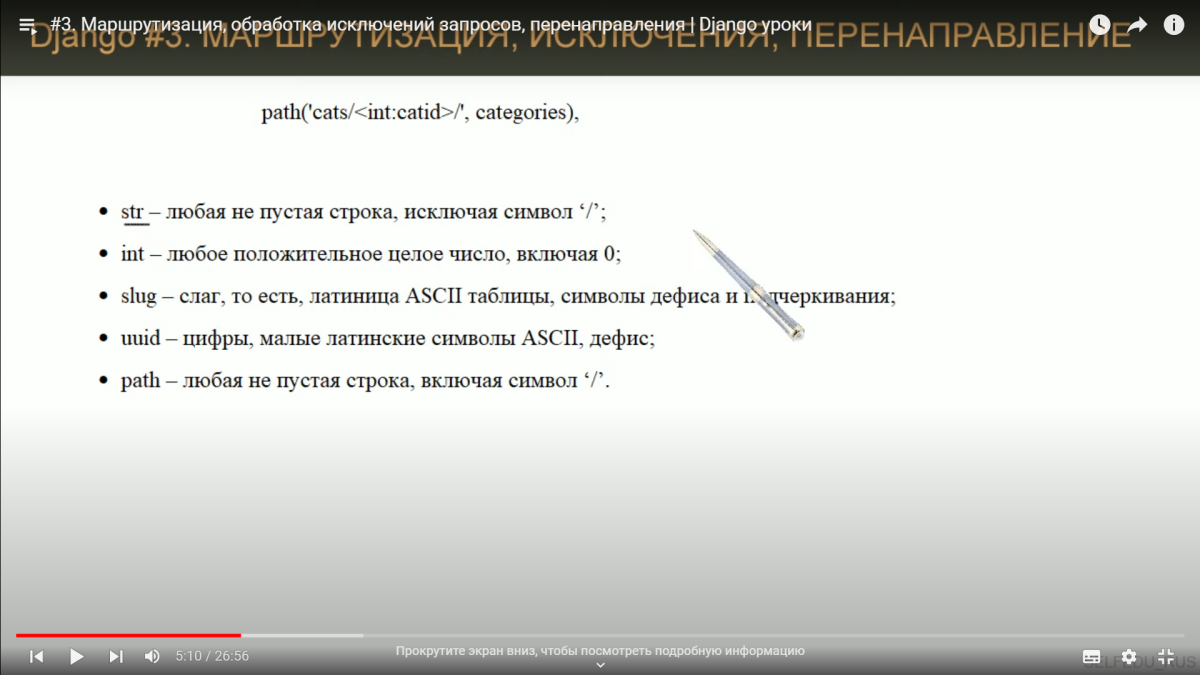 #3. Маршрутизация, обработка исключений запросов, перенаправления | Django уроки
Django #3. МАРШРУТИЗАЦИЯ, ИСКЛЮЧЕНИЯ, ПЕРЕНАПРАВЛЕНИЕ
path('cats/<int:catid>/', categories),
• str – любая не пустая строка, исключая символ ‘/’;
• int – любое положительное целое число, включая 0;
• slug – слаг, то есть, латиница ASCII таблицы, символы дефиса и подчеркивания;
• uuid – цифры, малые латинские символы ASCII, дефис;
• path – любая не пустая строка, включая символ ‘/’.
Прокрутите экран вниз, чтобы посмотреть подробную информацию
5:10 / 26:56